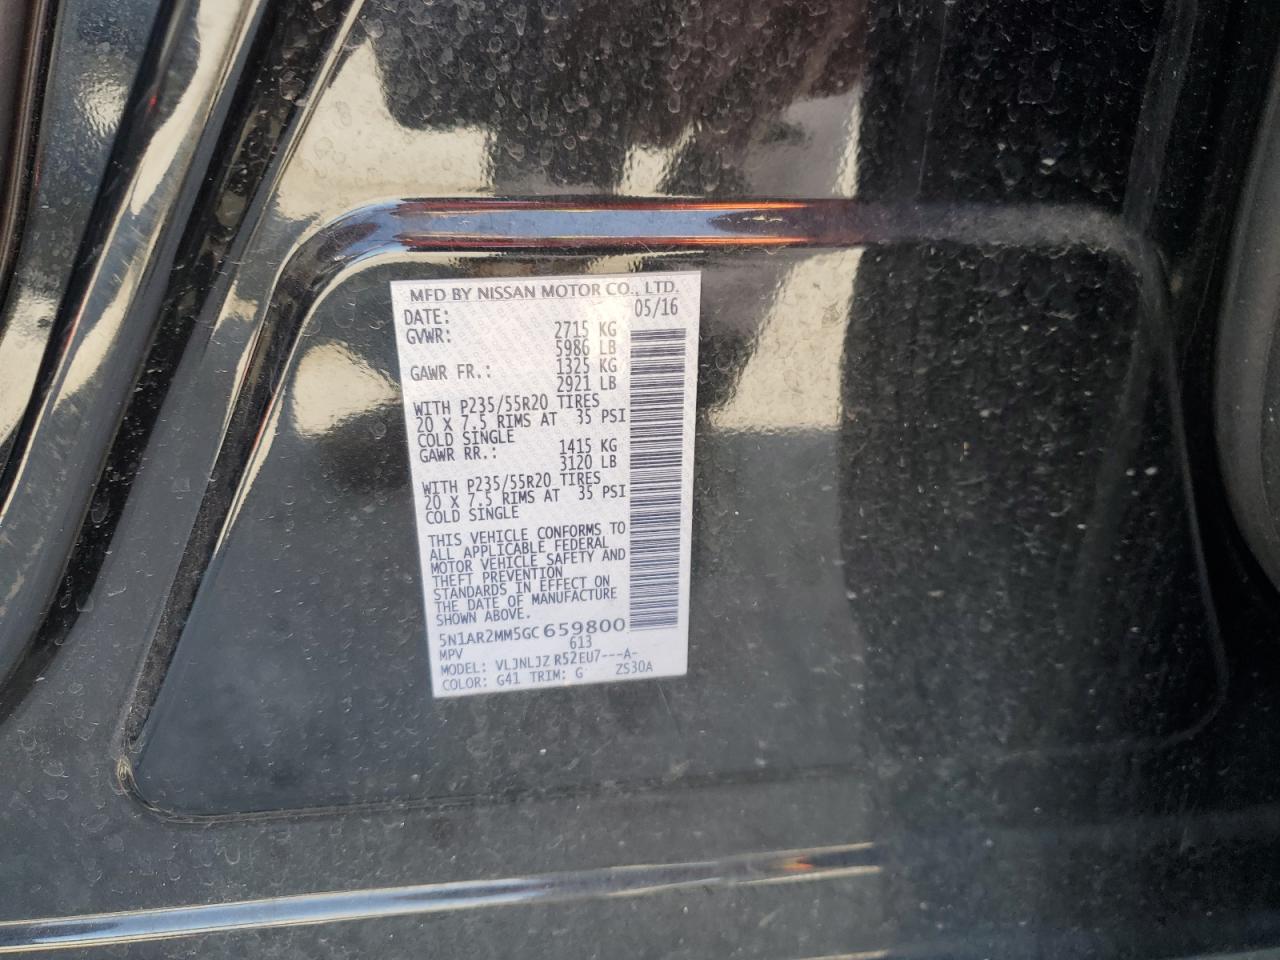 MFD BY NISSAN MOTOR CO., LTD.
DATE: 05/16
GVWR: 2715 KG
5986 LB
GAWR FR.: 1325 KG
2921 LB
WITH P235/55R20 TIRES
20 X 7.5 RIMS AT 35 PSI
COLD SINGLE
GAWR RR.: 1415 KG
3120 LB
WITH P235/55R20 TIRES
20 X 7.5 RIMS AT 35 PSI
COLD SINGLE
THIS VEHICLE CONFORMS TO
ALL APPLICABLE FEDERAL
MOTOR VEHICLE SAFETY AND
THEFT PREVENTION
STANDARDS IN EFFECT ON
THE DATE OF MANUFACTURE
SHOWN ABOVE.
5N1AR2MM5GC659800
MPV 613
MODEL: VLJNLJZ R52EU7---A-
COLOR: G41 TRIM: G ZS30A